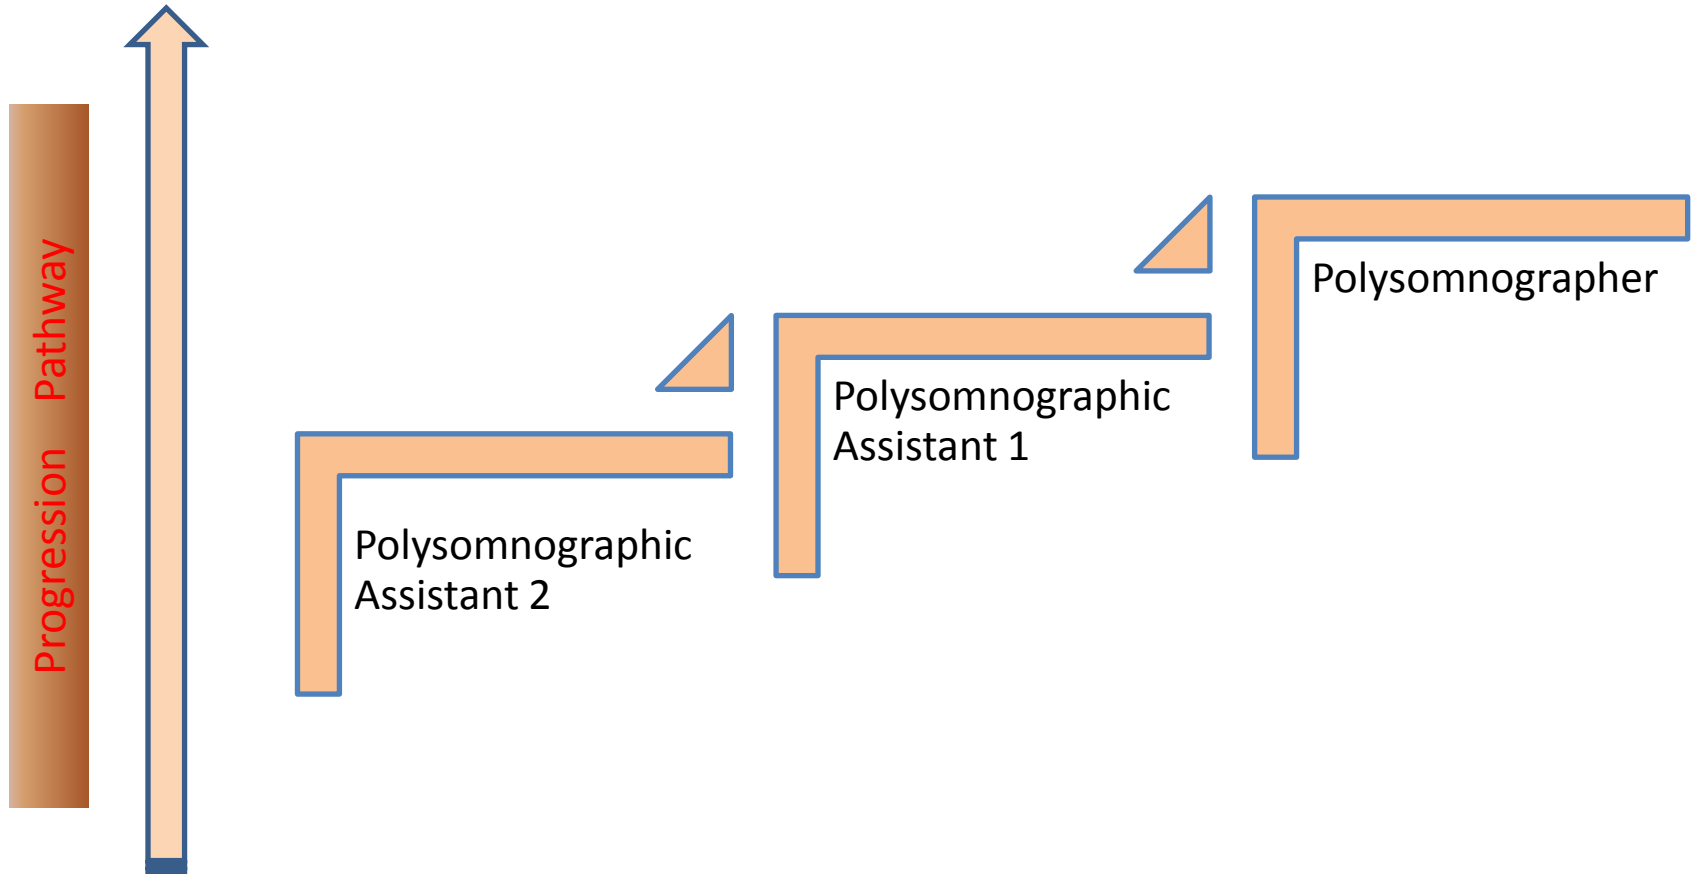 Progression Pathway
Polysomnographer
Polysomnographic
Assistant 1
Polysomnographic
Assistant 2